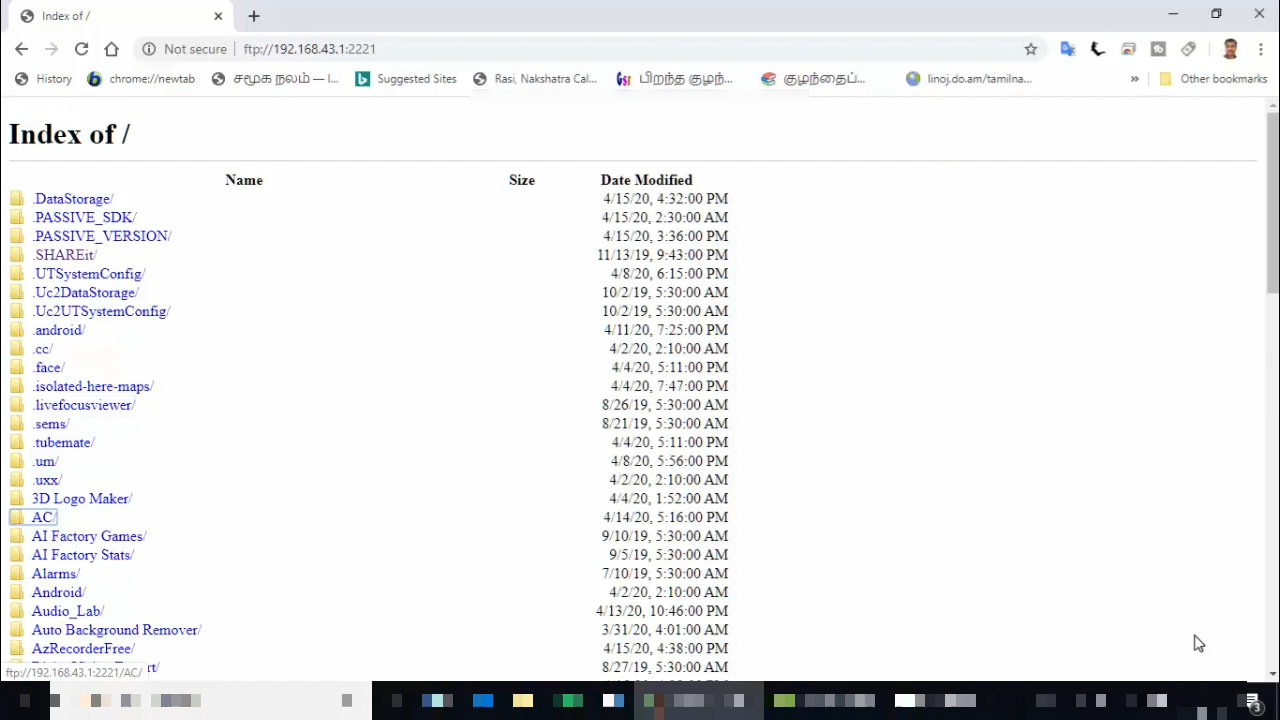 Index of /
Not secure ftp://192.168.43.1:2221
History chrome://newtab சமூக நலம் — I... Suggested Sites Rasi, Nakshatra Cal... பிறந்த குழந்... குழந்தைப்... linoj.do.am/tamilna... » Other bookmarks
Index of /
Name Size Date Modified
.DataStorage/ 4/15/20, 4:32:00 PM
.PASSIVE_SDK/ 4/15/20, 2:30:00 AM
.PASSIVE_VERSION/ 4/15/20, 3:36:00 PM
.SHAREit/ 11/13/19, 9:43:00 PM
.UTSystemConfig/ 4/8/20, 6:15:00 PM
.Uc2DataStorage/ 10/2/19, 5:30:00 AM
.Uc2UTSystemConfig/ 10/2/19, 5:30:00 AM
.android/ 4/11/20, 7:25:00 PM
.cc/ 4/2/20, 2:10:00 AM
.face/ 4/4/20, 5:11:00 PM
.isolated-here-maps/ 4/4/20, 7:47:00 PM
.livefocusviewer/ 8/26/19, 5:30:00 AM
.sems/ 8/21/19, 5:30:00 AM
.tubemate/ 4/4/20, 5:11:00 PM
.um/ 4/8/20, 5:56:00 PM
.uxx/ 4/2/20, 2:10:00 AM
3D Logo Maker/ 4/4/20, 1:52:00 AM
AC/ 4/14/20, 5:16:00 PM
AI Factory Games/ 9/10/19, 5:30:00 AM
AI Factory Stats/ 9/5/19, 5:30:00 AM
Alarms/ 7/10/19, 5:30:00 AM
Android/ 4/2/20, 2:10:00 AM
Audio_Lab/ 4/13/20, 10:46:00 PM
Auto Background Remover/ 3/31/20, 4:01:00 AM
AzRecorderFree/ 4/15/20, 4:38:00 PM
8/27/19, 5:30:00 AM
ftp://192.168.43.1:2221/AC/
3